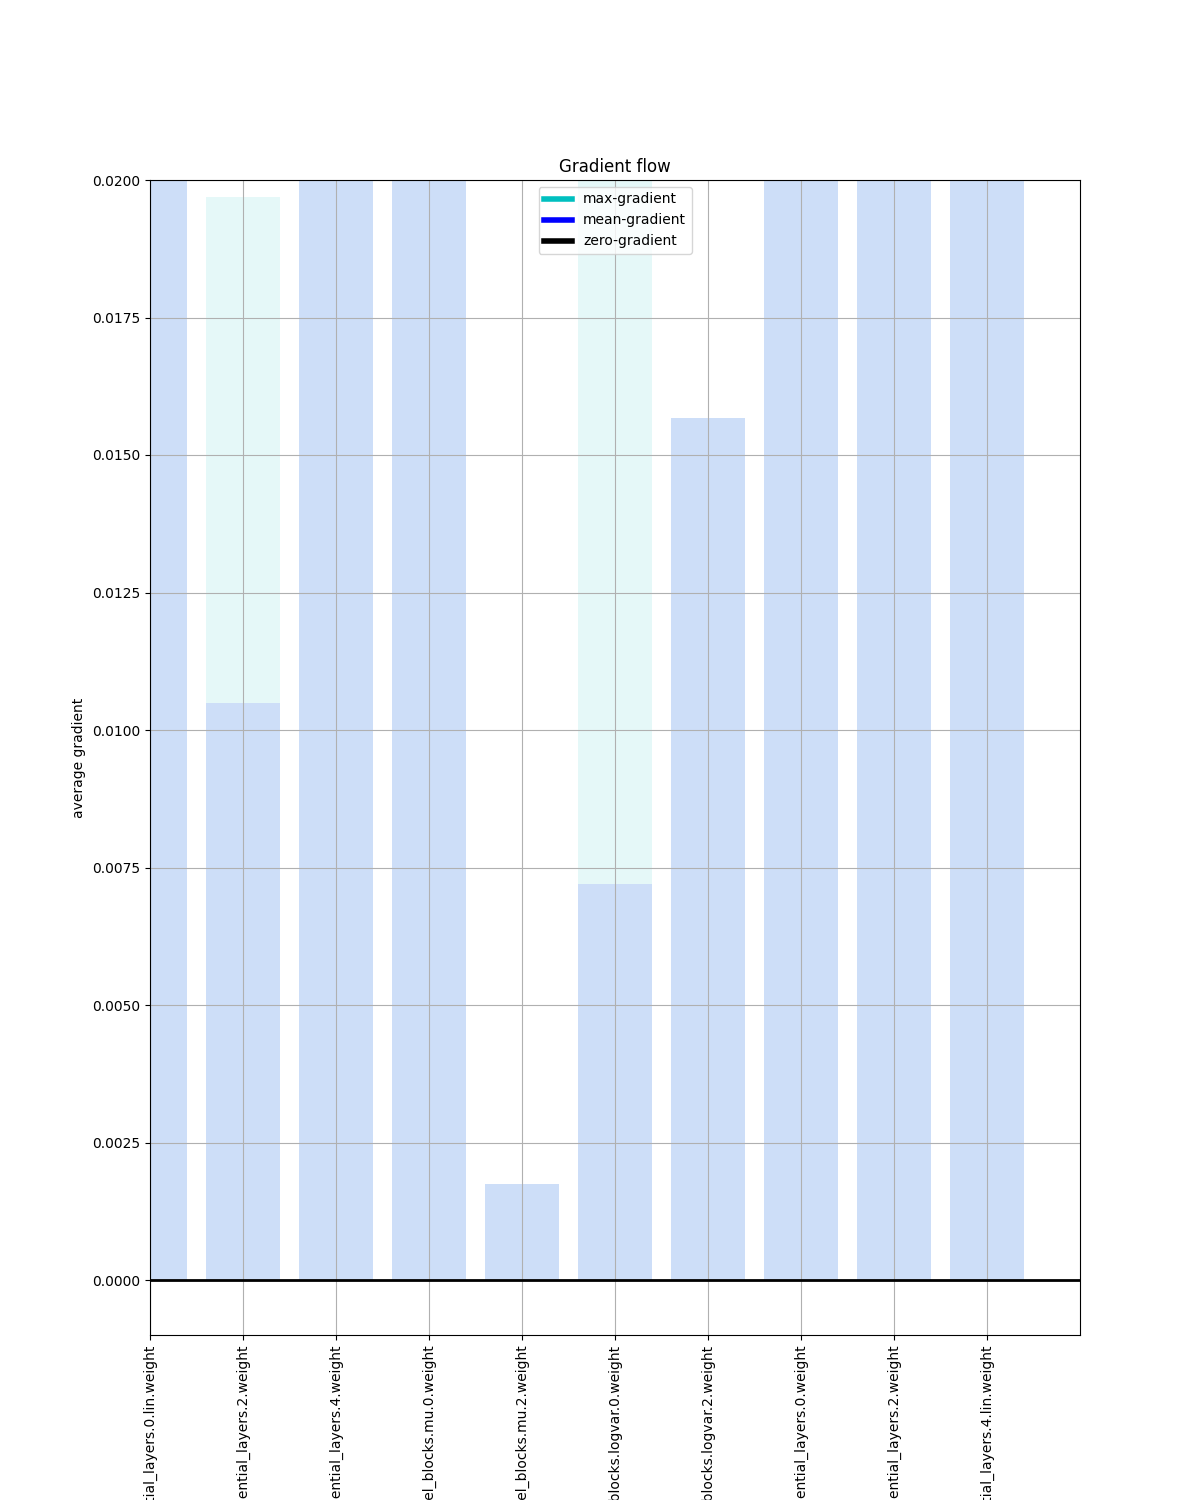 Gradient flow
max-gradient
mean-gradient
zero-gradient
0.0200
0.0175
0.0150
0.0125
0.0100
0.0075
0.0050
0.0025
0.0000
average gradient
tial_layers.0.lin.weight
ential_layers.2.weight
ential_layers.4.weight
el_blocks.mu.0.weight
el_blocks.mu.2.weight
blocks.logvar.0.weight
blocks.logvar.2.weight
ential_layers.0.weight
ential_layers.2.weight
tial_layers.4.lin.weight